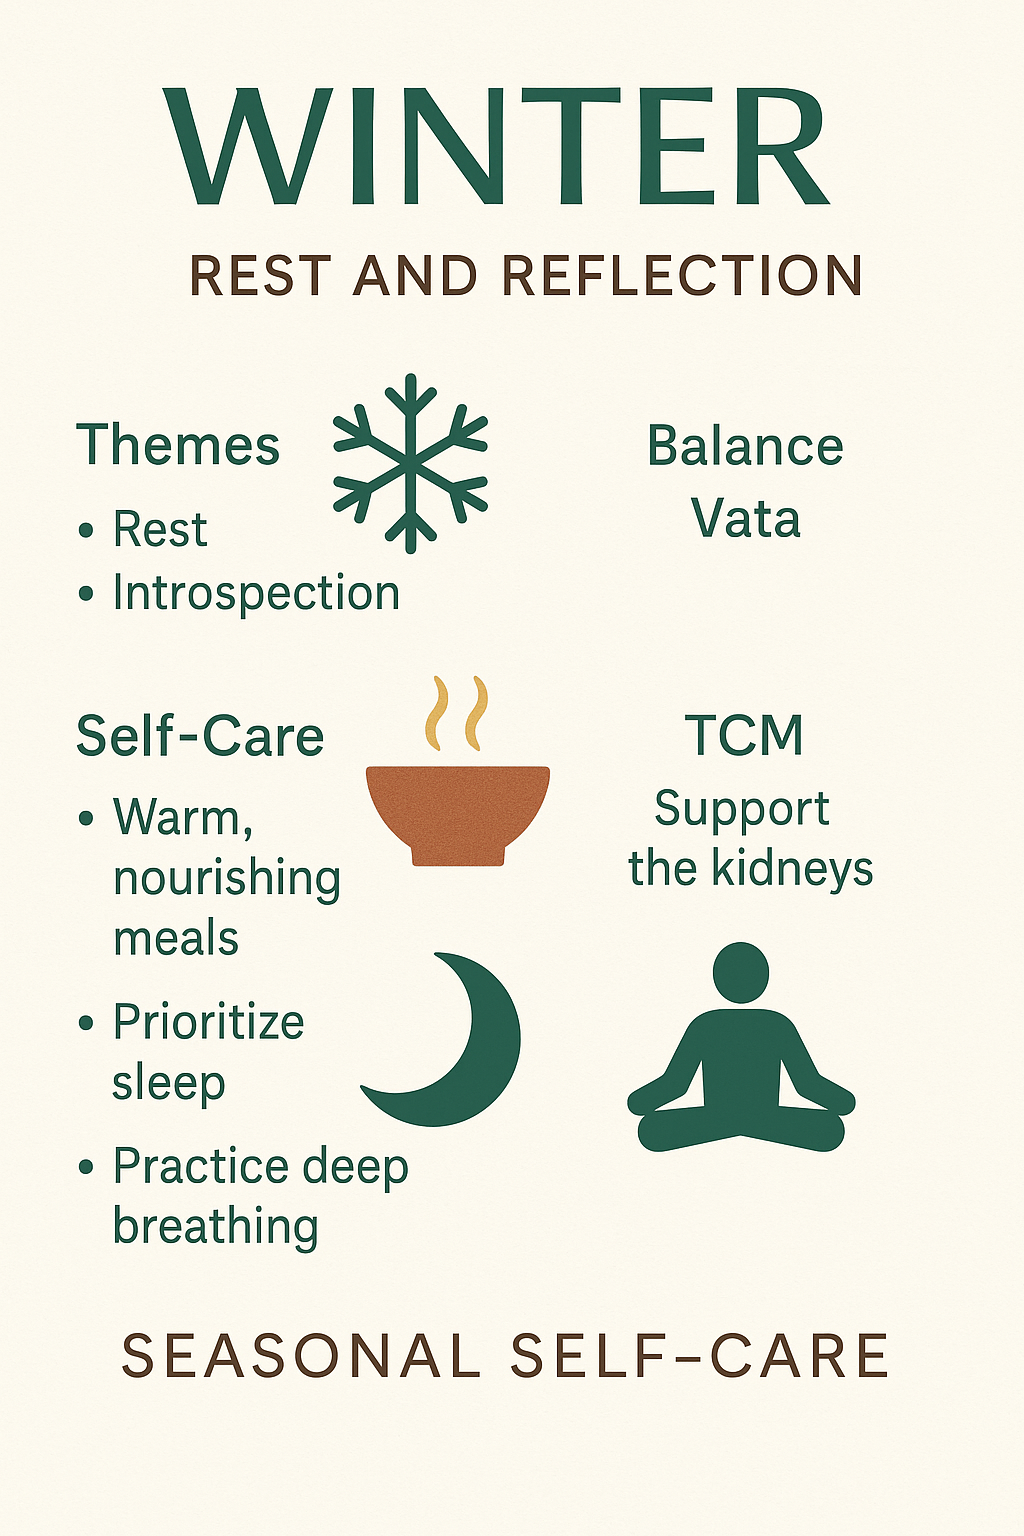 WINTER
REST AND REFLECTION
Themes
• Rest
• Introspection
Balance
Vata
Self-Care
• Warm,
nourishing
meals
• Prioritize
sleep
• Practice deep
breathing
TCM
Support
the kidneys
SEASONAL SELF-CARE